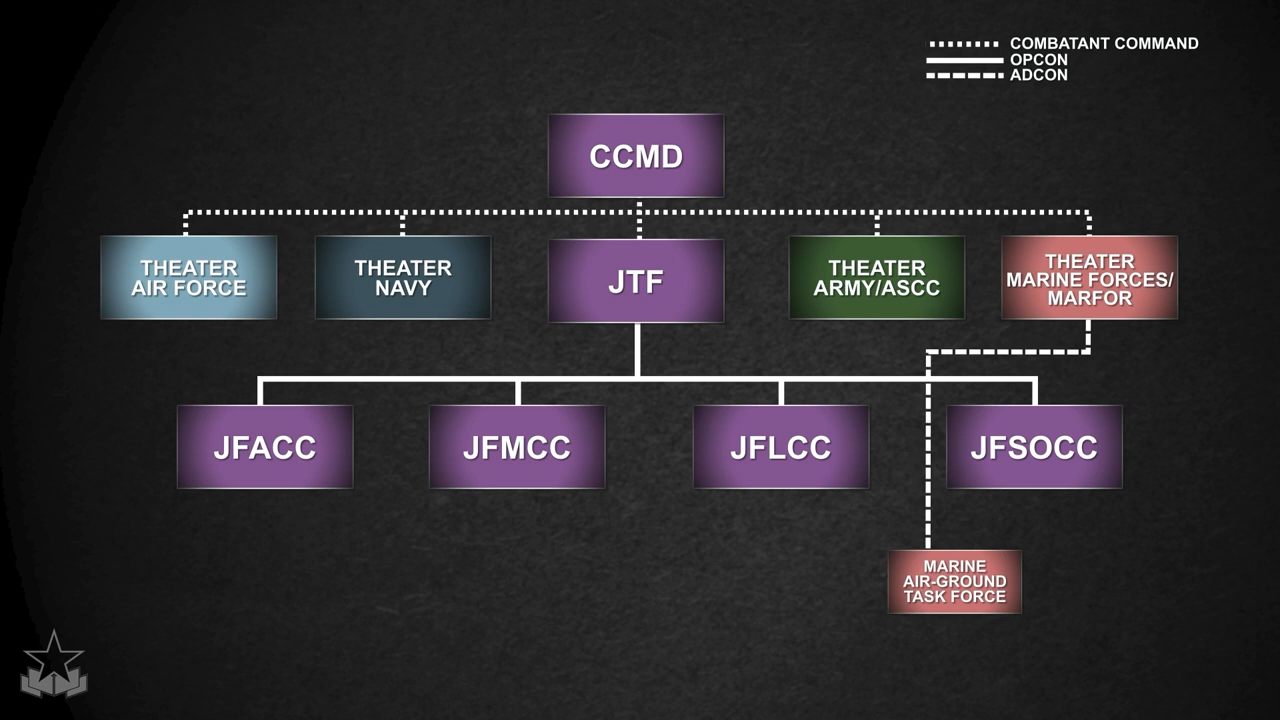 COMBATANT COMMAND
OPCON
ADCON
CCMD
THEATER
AIR FORCE
THEATER
NAVY
JTF
THEATER
ARMY/ASCC
THEATER
MARINE FORCES/
MARFOR
JFACC
JFMCC
JFLCC
JFSOCC
MARINE
AIR-GROUND
TASK FORCE